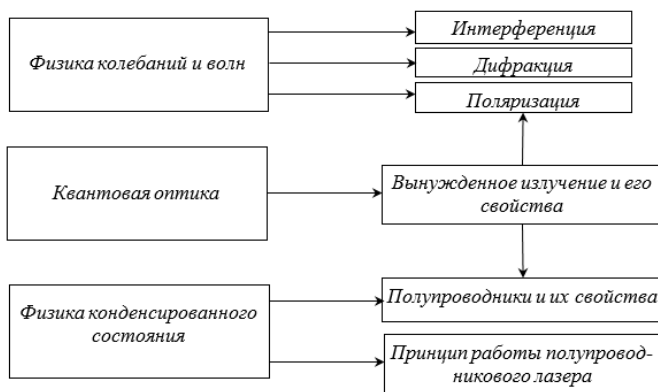 Физика колебаний и волн
Интерференция
Дифракция
Поляризация
Квантовая оптика
Вынужденное излучение и его
свойства
Физика конденсированного
состояния
Полупроводники и их свойства
Принцип работы полупровод-
никового лазера